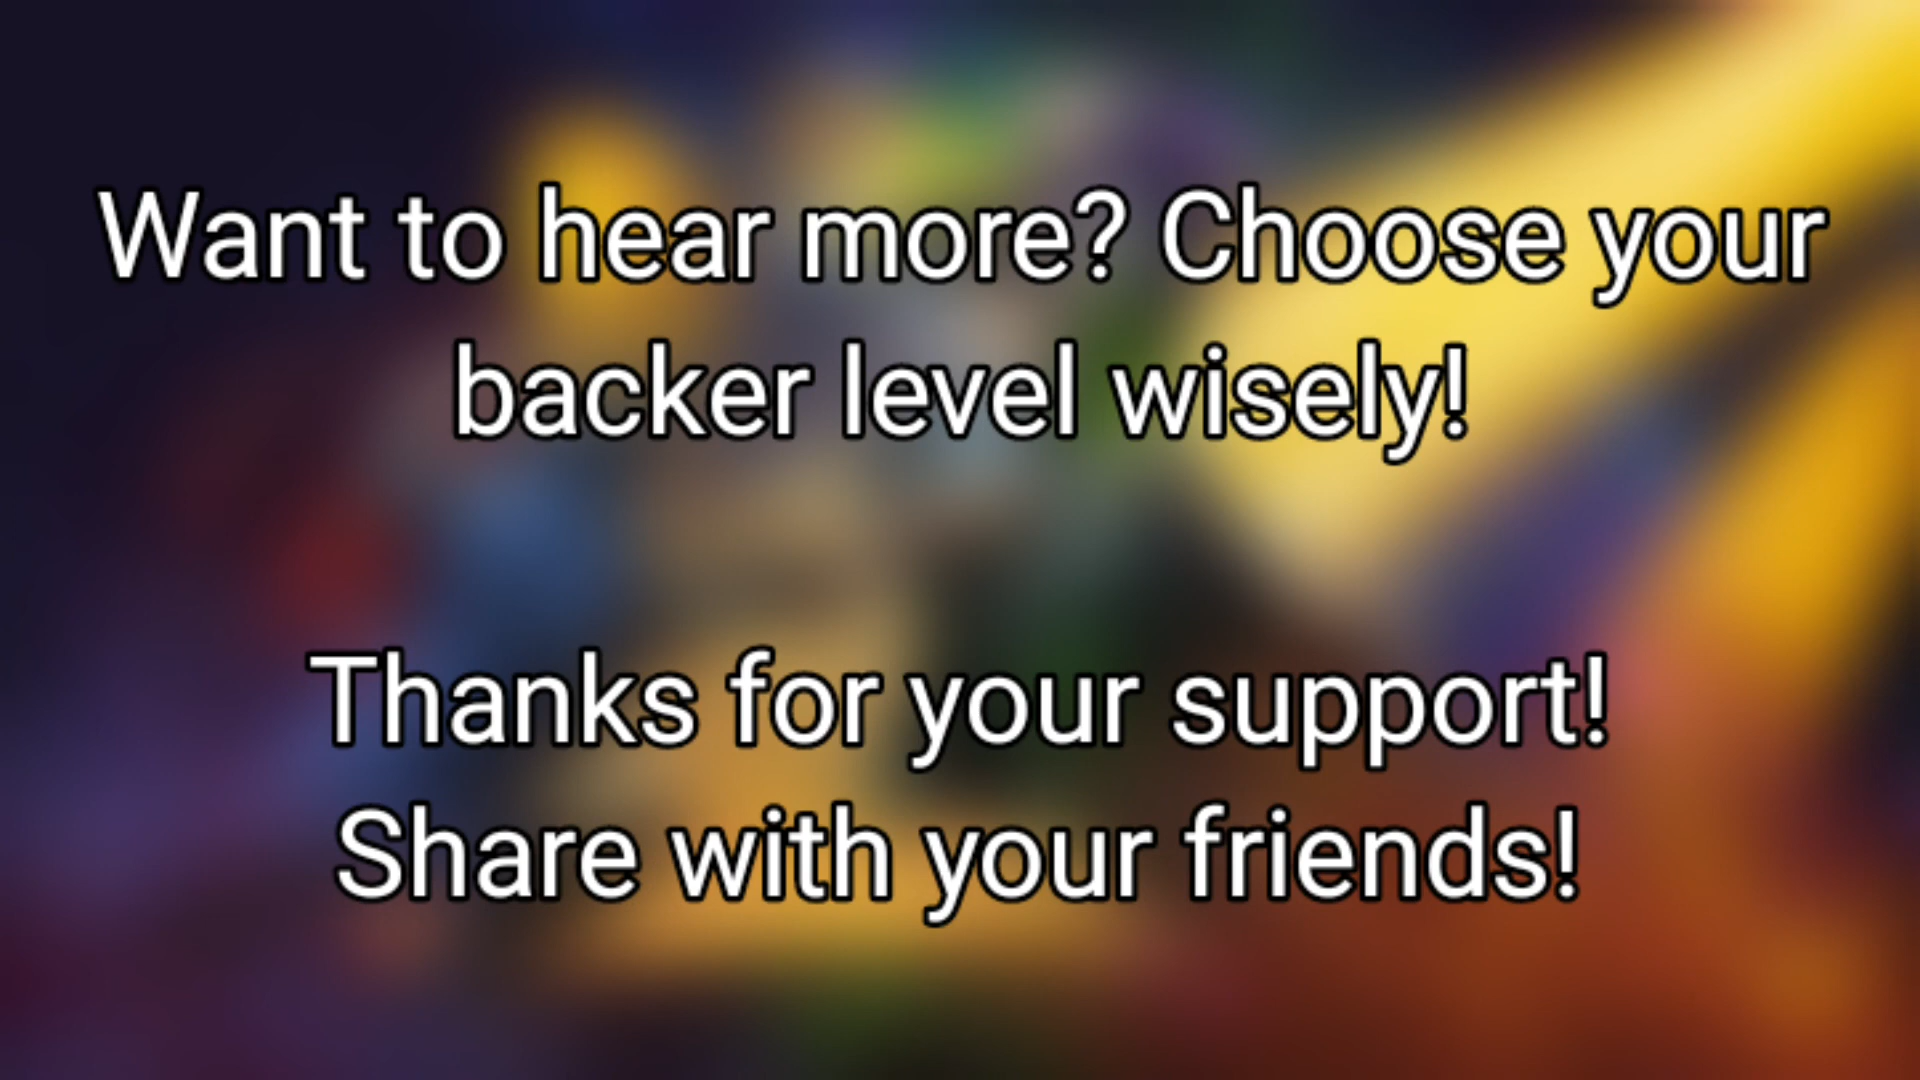 Want to hear more? Choose your
backer level wisely!
Thanks for your support!
Share with your friends!